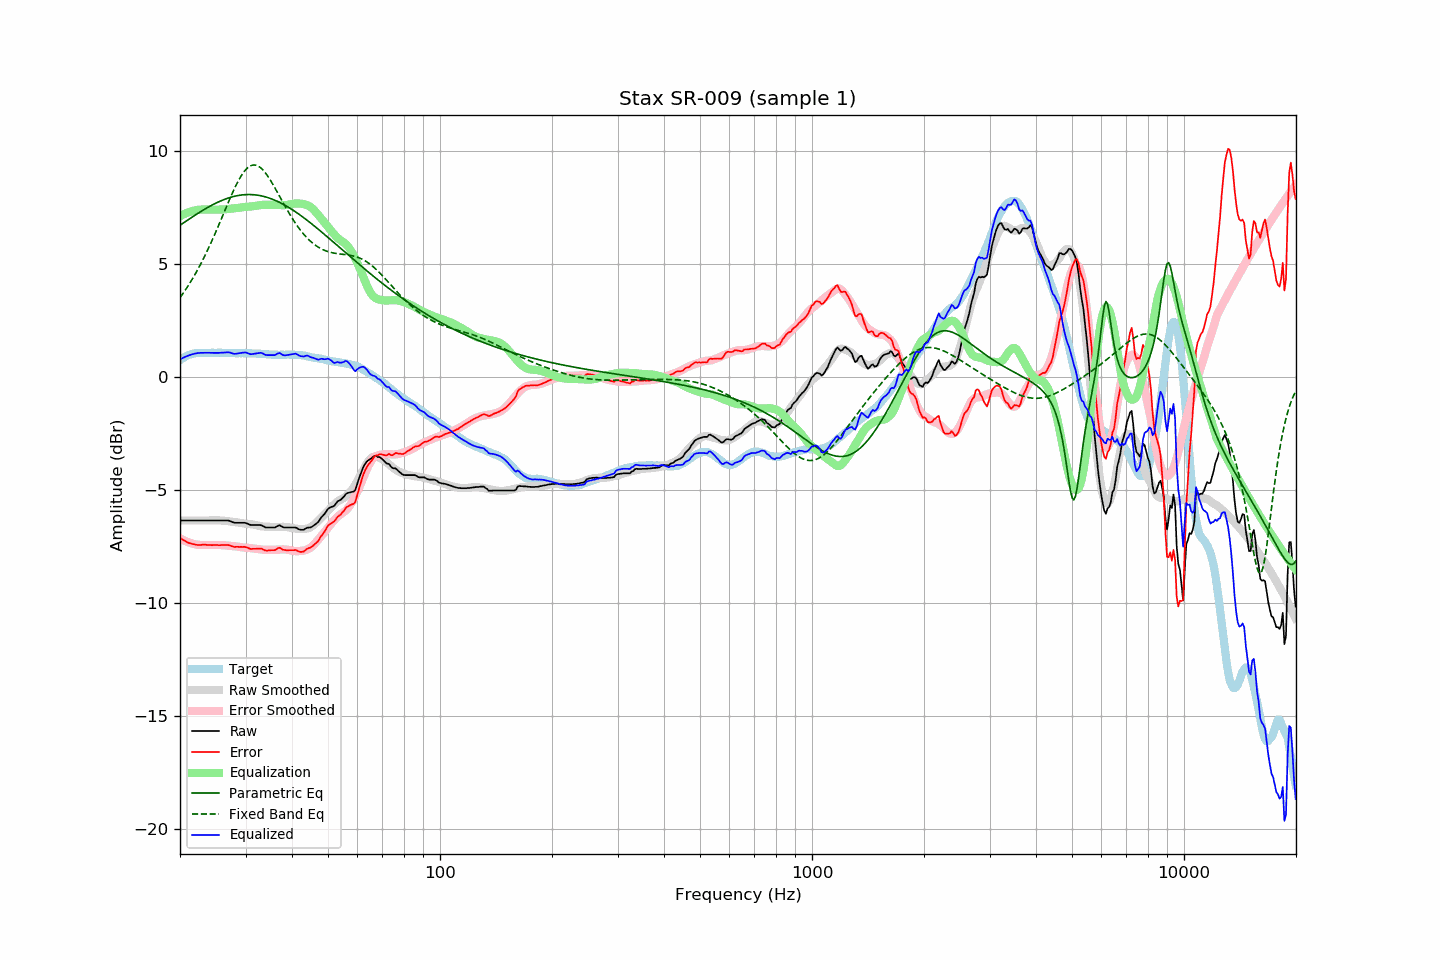 Stax SR-009 (sample 1)
10
5
0
−5
−10
−15
−20
Amplitude (dBr)
Target
Raw Smoothed
Error Smoothed
Raw
Error
Equalization
Parametric Eq
Fixed Band Eq
Equalized
100
1000
10000
Frequency (Hz)